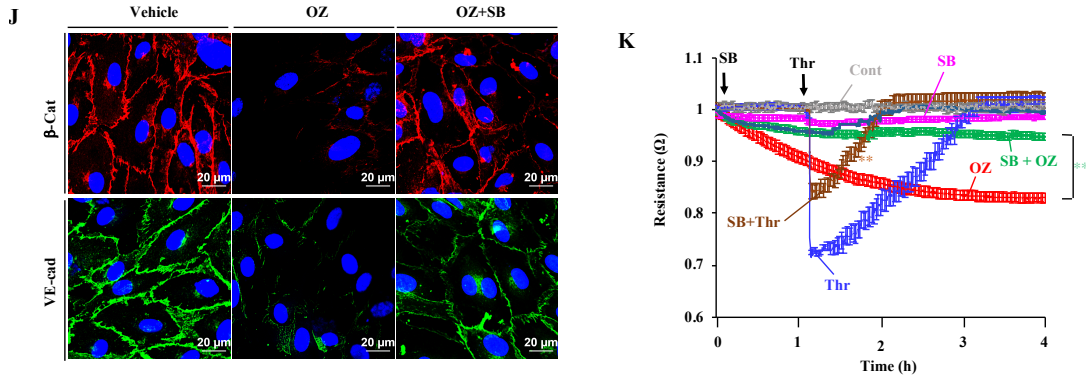 J
Vehicle
OZ
OZ+SB
β-Cat
20 μm
20 μm
20 μm
VE-cad
20 μm
20 μm
20 μm
K
SB
Thr
Cont
SB
SB + OZ
OZ
SB+Thr
Thr
**
**
Resistance (Ω)
1.1
1
0.9
0.8
0.7
0.6
0
1
2
3
4
Time (h)